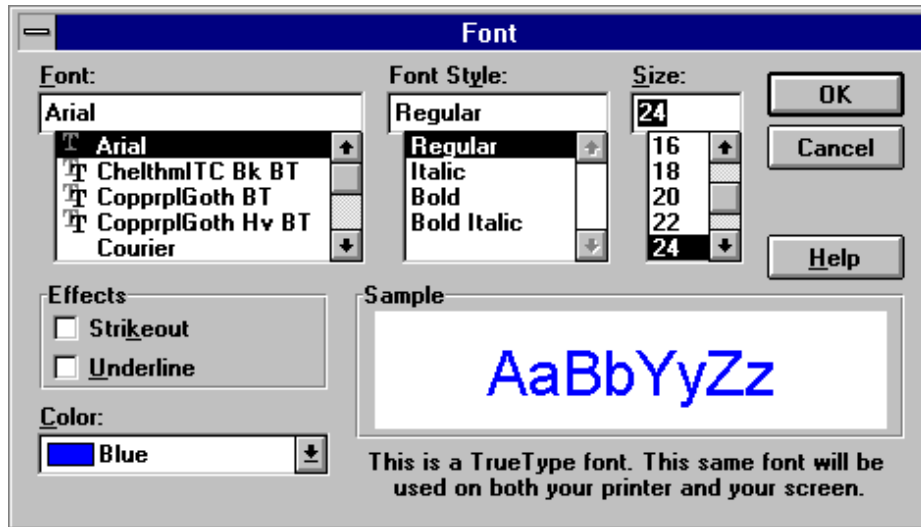 Font
Font:
Arial
Arial
ChelthmITC Bk BT
CopprplGoth BT
CopprplGoth Hv BT
Courier
Font Style:
Regular
Regular
Italic
Bold
Bold Italic
Size:
24
16
18
20
22
24
OK
Cancel
Help
Effects
Strikeout
Underline
Color:
Blue
Sample
AaBbYyZz
This is a TrueType font. This same font will be
used on both your printer and your screen.